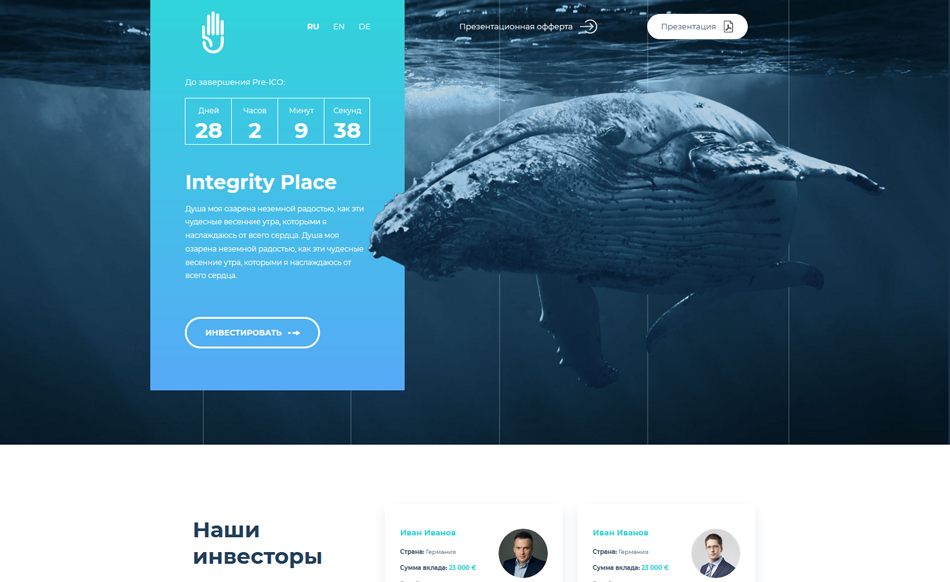 RU EN DE
Презентационная офферта
Презентация
До завершения Pre-ICO:
Дней Часов Минут Секунд
28 2 9 38
Integrity Place
Душа моя озарена неземной радостью, как эти
чудесные весенние утра, которыми я
наслаждаюсь от всего сердца. Душа моя
озарена неземной радостью, как эти чудесные
весенние утра, которыми я наслаждаюсь от
всего сердца.
ИНВЕСТИРОВАТЬ
Наши
инвесторы
Иван Иванов
Страна: Германия
Сумма вклада: 23 000 €
Иван Иванов
Страна: Германия
Сумма вклада: 23 000 €